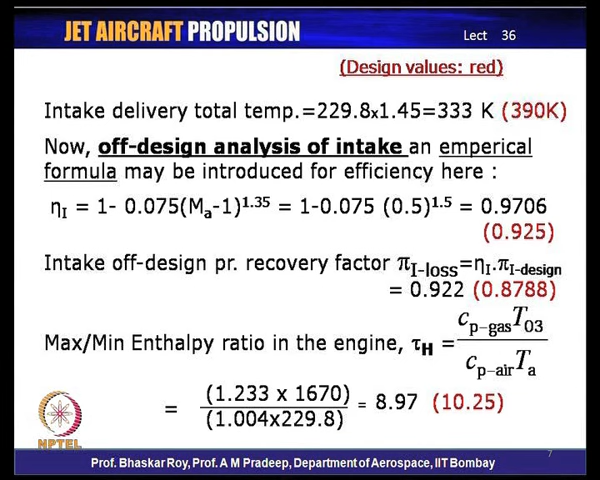 JET AIRCRAFT PROPULSION Lect 36
(Design values: red)
Intake delivery total temp.=229.8x1.45=333 K (390K)
Now, off-design analysis of intake an emperical
formula may be introduced for efficiency here :
ηI = 1- 0.075(Ma-1)^1.35 = 1-0.075 (0.5)^1.5 = 0.9706
(0.925)
Intake off-design pr. recovery factor πI-loss=ηI.πI-design
= 0.922 (0.8788)
Max/Min Enthalpy ratio in the engine, τH = cp-gasT03 / cp-airTa
= (1.233 x 1670) / (1.004x229.8) = 8.97 (10.25)
NPTEL
7
Prof. Bhaskar Roy, Prof. A M Pradeep, Department of Aerospace, IIT Bombay